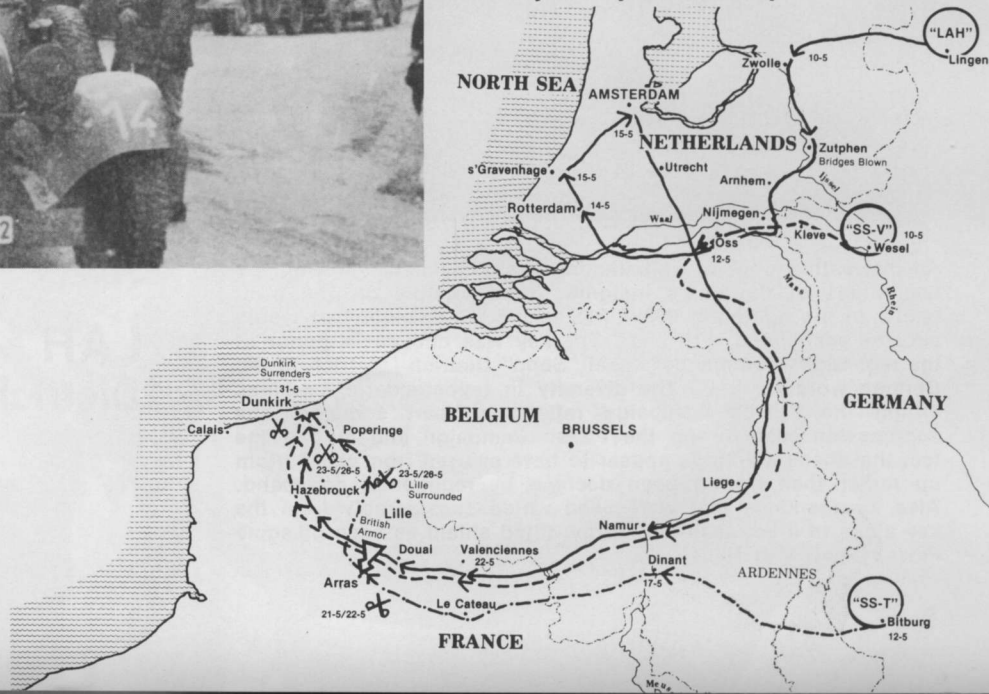 14
2
"LAH"
Lingen
Zwolle
10-5
NORTH SEA
AMSTERDAM
15-5
NETHERLANDS
Zutphen
Bridges Blown
s'Gravenhage
15-5
Utrecht
Arnhem
Ijssel
Rotterdam
14-5
Waal
Nijmegen
"SS-V"
10-5
Kleve
Wesel
Oss
12-5
Maas
Rhein
Dunkirk
Surrenders
31-5
Dunkirk
Calais
Poperinge
BELGIUM
BRUSSELS
GERMANY
23-5/26-5
23-5/26-5
Lille
Surrounded
Hazebrouck
Lille
Liege
British
Armor
Namur
Douai
Valenciennes
22-5
Dinant
17-5
ARDENNES
Arras
21-5/22-5
Le Cateau
"SS-T"
Bitburg
12-5
FRANCE